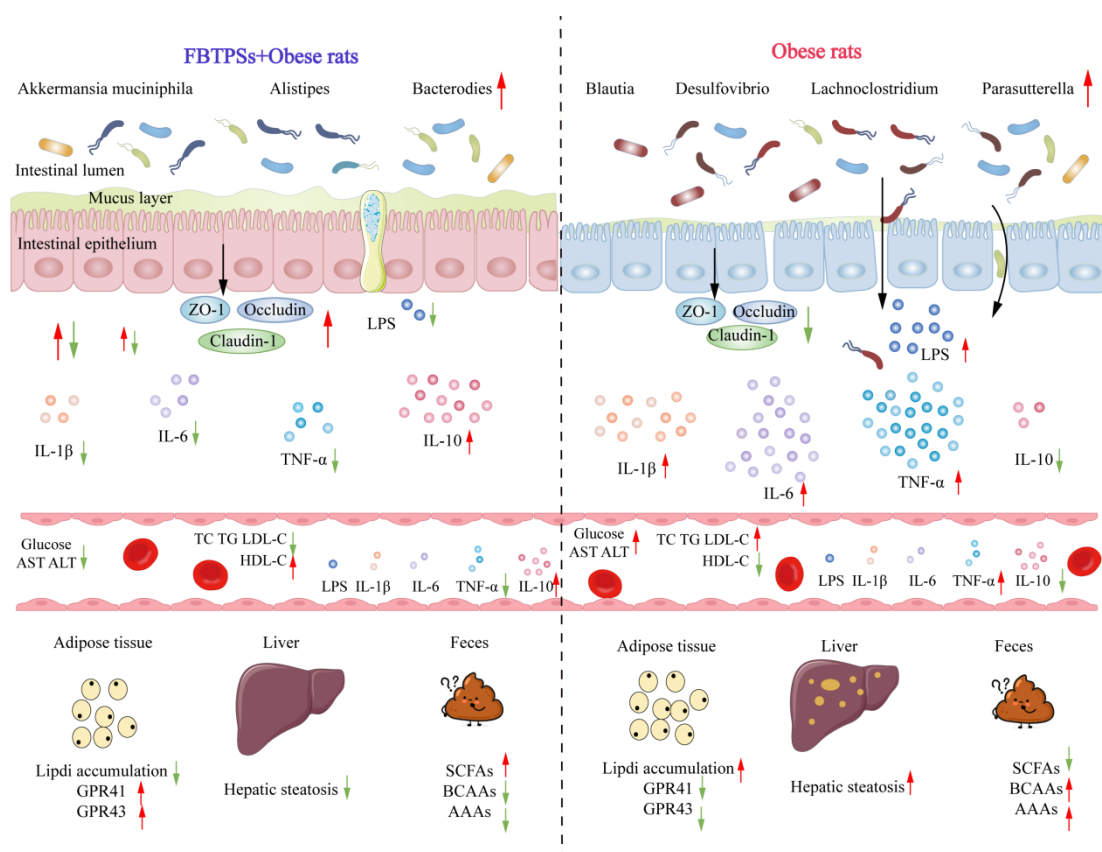 FBTPSs+Obese rats
Akkermansia muciniphila
Alistipes
Bacterodies
Intestinal lumen
Mucus layer
Intestinal epithelium
ZO-1
Occludin
Claudin-1
LPS
IL-1β
IL-6
TNF-α
IL-10
Glucose
AST ALT
TC TG LDL-C
HDL-C
LPS IL-1β IL-6 TNF-α IL-10
Adipose tissue
Liver
Feces
??
Lipdi accumulation
GPR41
GPR43
Hepatic steatosis
SCFAs
BCAAs
AAAs
Obese rats
Blautia
Desulfovibrio
Lachnoclostridium
Parasutterella
ZO-1
Occludin
Claudin-1
LPS
IL-1β
IL-6
TNF-α
IL-10
Glucose
AST ALT
TC TG LDL-C
HDL-C
LPS IL-1β IL-6 TNF-α IL-10
Adipose tissue
Liver
Feces
??
Lipdi accumulation
GPR41
GPR43
Hepatic steatosis
SCFAs
BCAAs
AAAs